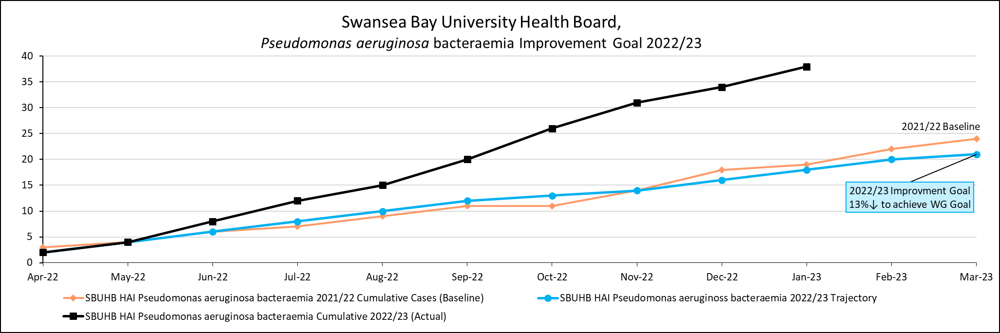 Swansea Bay University Health Board,
Pseudomonas aeruginosa bacteraemia Improvement Goal 2022/23
40
35
30
25
20
15
10
5
0
2021/22 Baseline
2022/23 Improvment Goal
13%↓ to achieve WG Goal
Apr-22 May-22 Jun-22 Jul-22 Aug-22 Sep-22 Oct-22 Nov-22 Dec-22 Jan-23 Feb-23 Mar-23
SBUHB HAI Pseudomonas aeruginosa bacteraemia 2021/22 Cumulative Cases (Baseline)
SBUHB HAI Pseudomonas aeruginoss bacteraemia 2022/23 Trajectory
SBUHB HAI Pseudomonas aeruginosa bacteraemia Cumulative 2022/23 (Actual)